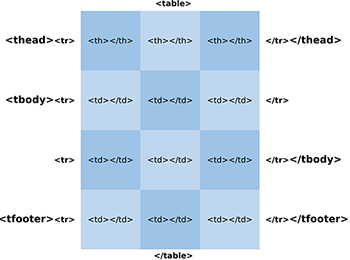 <table>
<thead><tr> <th></th> <th></th> <th></th> </tr></thead>
<tbody><tr> <td></td> <td></td> <td></td> </tr>
<tr> <td></td> <td></td> <td></td> </tr></tbody>
<tfooter><tr> <td></td> <td></td> <td></td> </tr></tfooter>
</table>